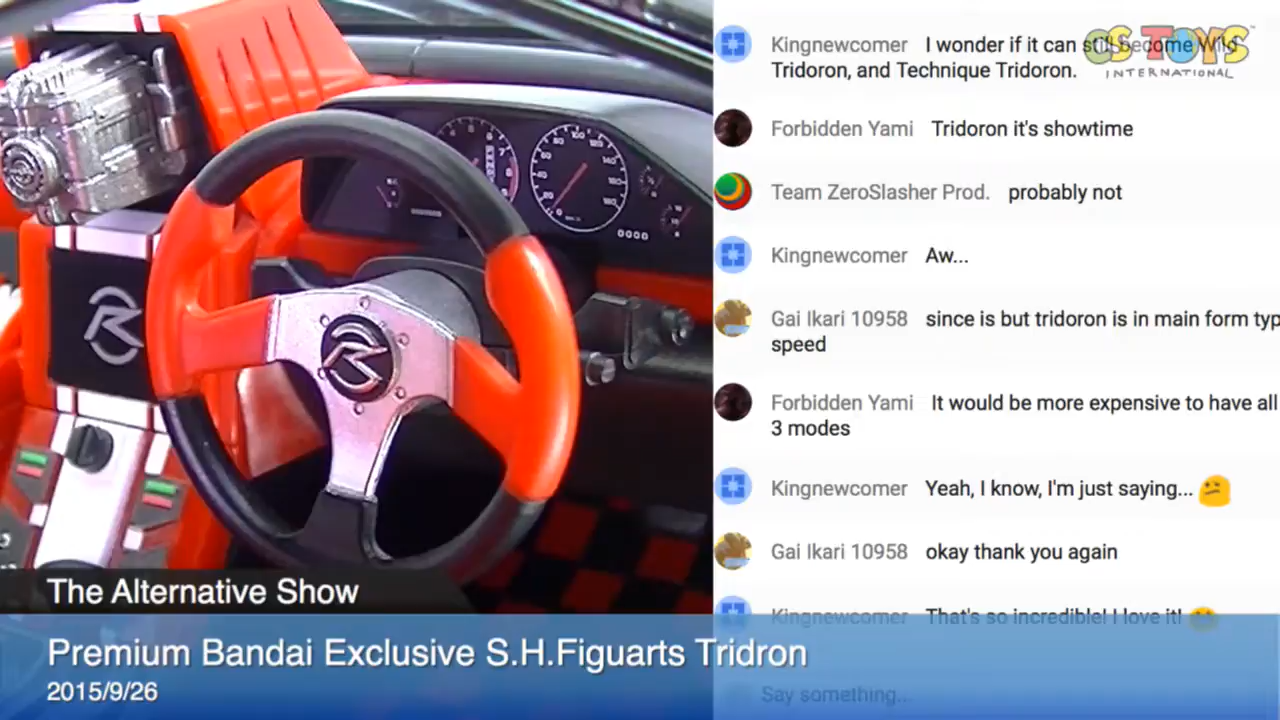 Kingnewcomer I wonder if it can still become Wild
Tridoron, and Technique Tridoron.
CS TOYS
INTERNATIONAL
Forbidden Yami Tridoron it's showtime
Team ZeroSlasher Prod. probably not
Kingnewcomer Aw...
Gai Ikari 10958 since is but tridoron is in main form typ
speed
Forbidden Yami It would be more expensive to have all
3 modes
Kingnewcomer Yeah, I know, I'm just saying...
Gai Ikari 10958 okay thank you again
Kingnewcomer That's so incredible! I love it!
Say something...
R
R
The Alternative Show
Premium Bandai Exclusive S.H.Figuarts Tridron
2015/9/26